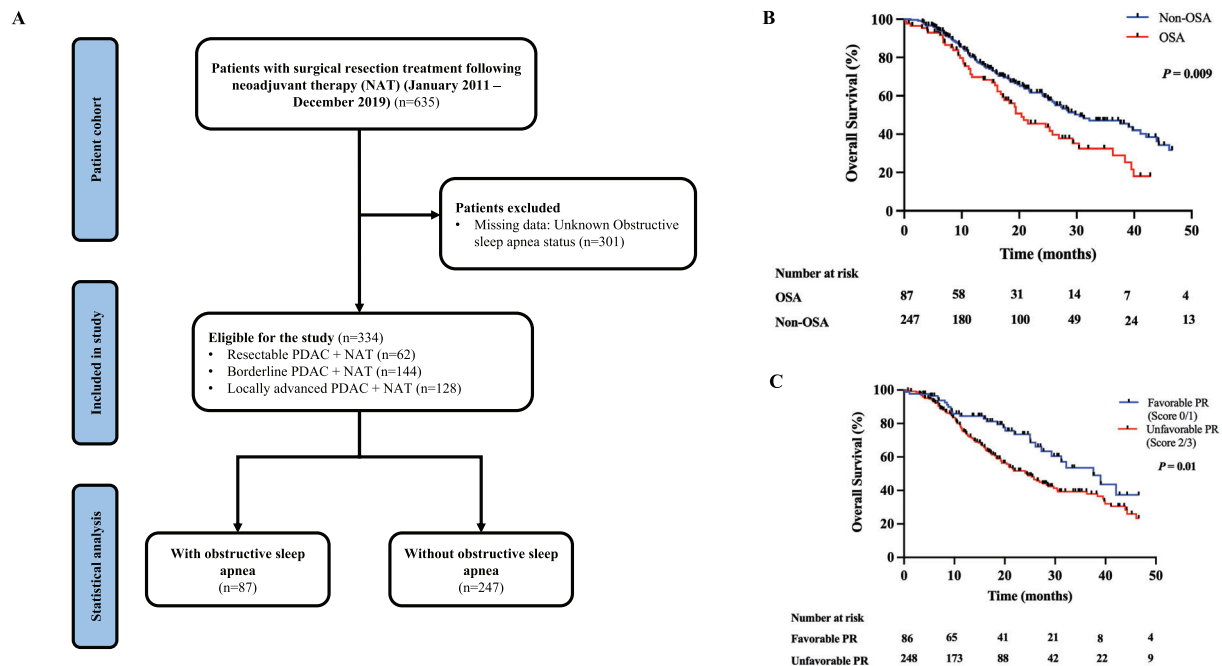 A
Patient cohort
Patients with surgical resection treatment following
neoadjuvant therapy (NAT) (January 2011 –
December 2019) (n=635)
Patients excluded
• Missing data: Unknown Obstructive
sleep apnea status (n=301)
Included in study
Eligible for the study (n=334)
• Resectable PDAC + NAT (n=62)
• Borderline PDAC + NAT (n=144)
• Locally advanced PDAC + NAT (n=128)
Statistical analysis
With obstructive sleep
apnea
(n=87)
Without obstructive sleep
apnea
(n=247)
B
Overall Survival (%)
100
80
60
40
20
0
0 10 20 30 40 50
Time (months)
Non-OSA
OSA
P = 0.009
Number at risk
OSA 87 58 31 14 7 4
Non-OSA 247 180 100 49 24 13
C
Overall Survival (%)
100
80
60
40
20
0
0 10 20 30 40 50
Time (months)
Favorable PR
(Score 0/1)
Unfavorable PR
(Score 2/3)
P = 0.01
Number at risk
Favorable PR 86 65 41 21 8 4
Unfavorable PR 248 173 88 42 22 9